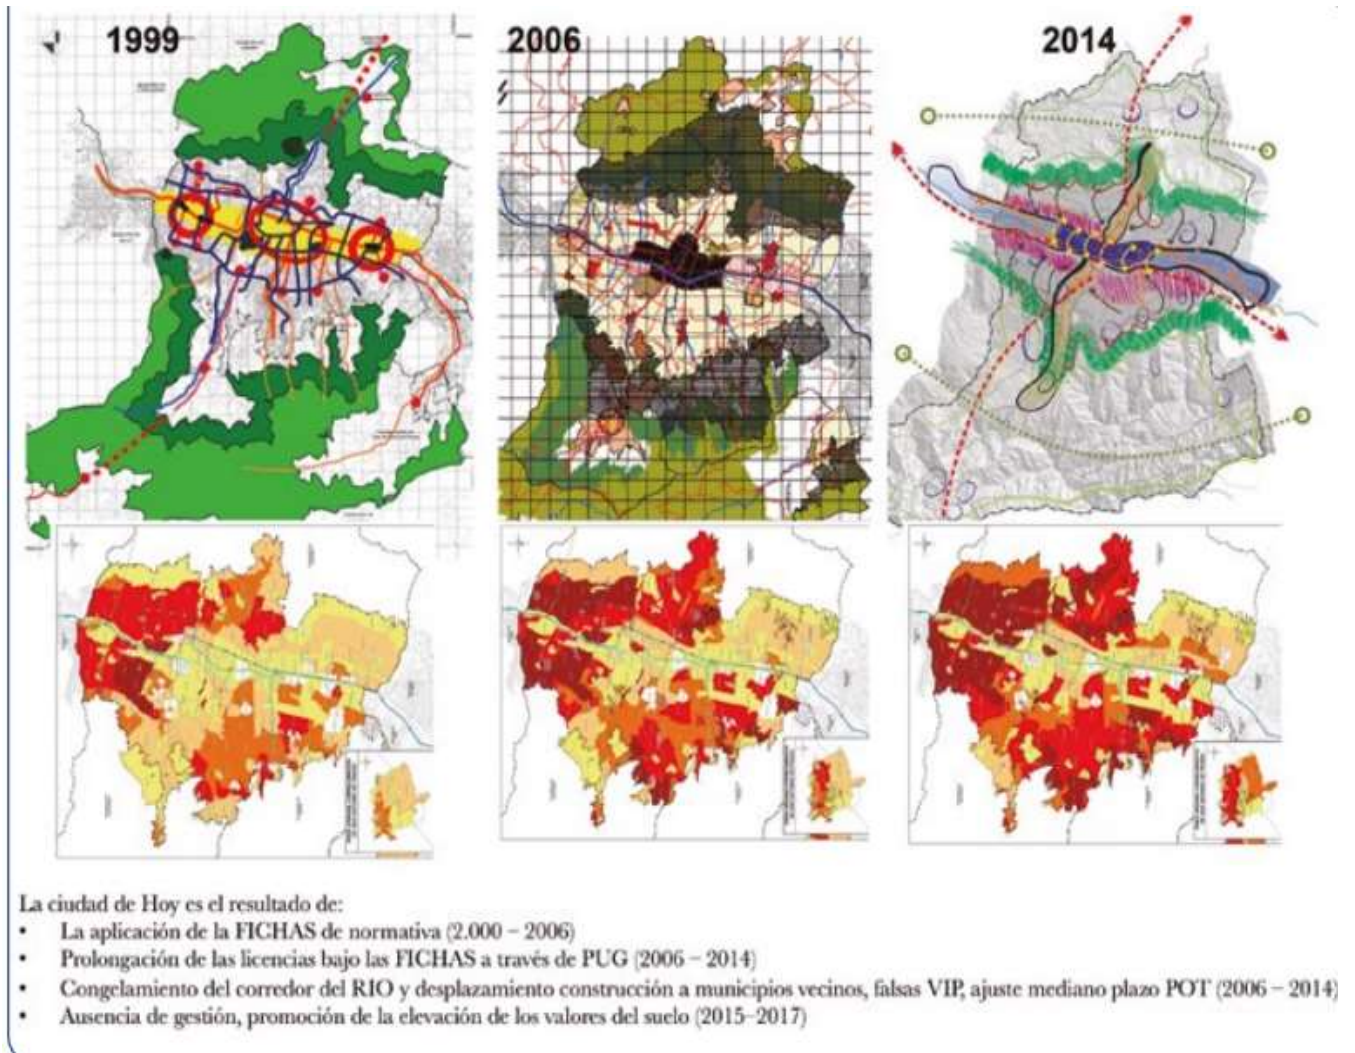 1999
2006
2014
La ciudad de Hoy es el resultado de:
• La aplicación de la FICHAS de normativa (2.000 – 2006)
• Prolongación de las licencias bajo las FICHAS a través de PUG (2006 – 2014)
• Congelamiento del corredor del RIO y desplazamiento construcción a municipios vecinos, falsas VIP, ajuste mediano plazo POT (2006 – 2014)
• Ausencia de gestión, promoción de la elevación de los valores del suelo (2015–2017)